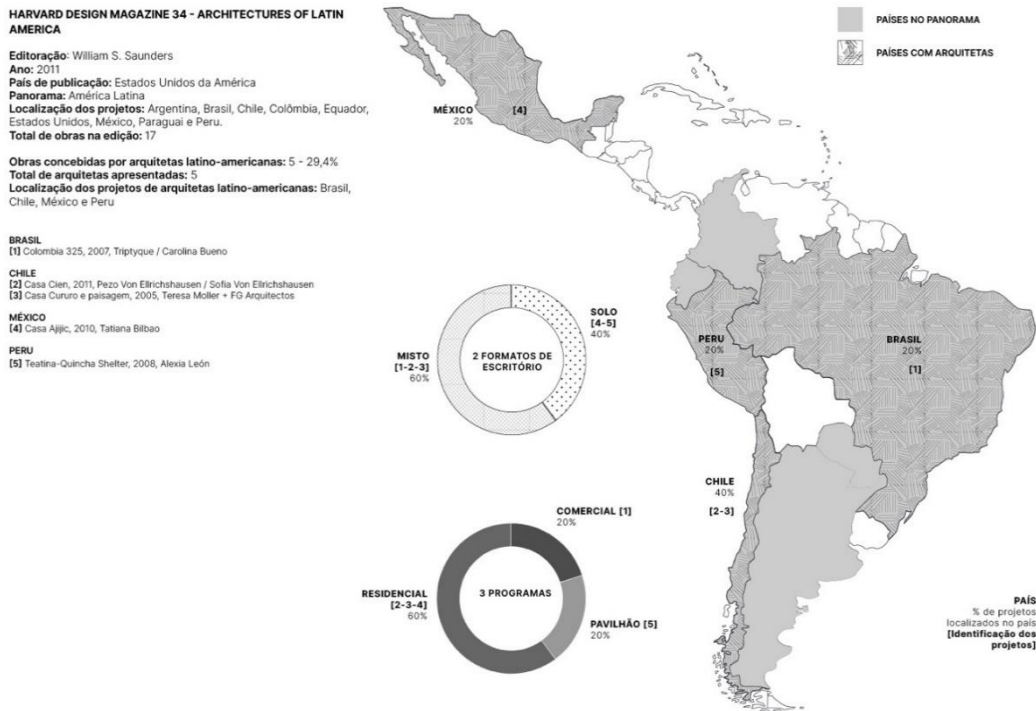 HARVARD DESIGN MAGAZINE 34 - ARCHITECTURES OF LATIN
AMERICA
Editoração: William S. Saunders
Ano: 2011
País de publicação: Estados Unidos da América
Panorama: América Latina
Localização dos projetos: Argentina, Brasil, Chile, Colômbia, Equador,
Estados Unidos, México, Paraguai e Peru.
Total de obras na edição: 17
Obras concebidas por arquitetas latino-americanas: 5 - 29,4%
Total de arquitetas apresentadas: 5
Localização dos projetos de arquitetas latino-americanas: Brasil,
Chile, México e Peru
BRASIL
[1] Colombia 325, 2007, Triptyque / Carolina Bueno
CHILE
[2] Casa Cien, 2011, Pezo Von Ellrichshausen / Sofia Von Ellrichshausen
[3] Casa Cururo e paisagem, 2005, Teresa Moller + FG Arquitectos
MÉXICO
[4] Casa Ajijic, 2010, Tatiana Bilbao
PERU
[5] Teatina-Quincha Shelter, 2008, Alexia León
PAÍSES NO PANORAMA
PAÍSES COM ARQUITETAS
MÉXICO
20%
[4]
PERU
20%
[5]
BRASIL
20%
[1]
CHILE
40%
[2-3]
SOLO
[4-5]
40%
MISTO
[1-2-3]
60%
2 FORMATOS DE
ESCRITÓRIO
COMERCIAL [1]
20%
RESIDENCIAL
[2-3-4]
60%
3 PROGRAMAS
PAVILHÃO [5]
20%
PAÍS
% de projetos
localizados no país
[Identificação dos
projetos]